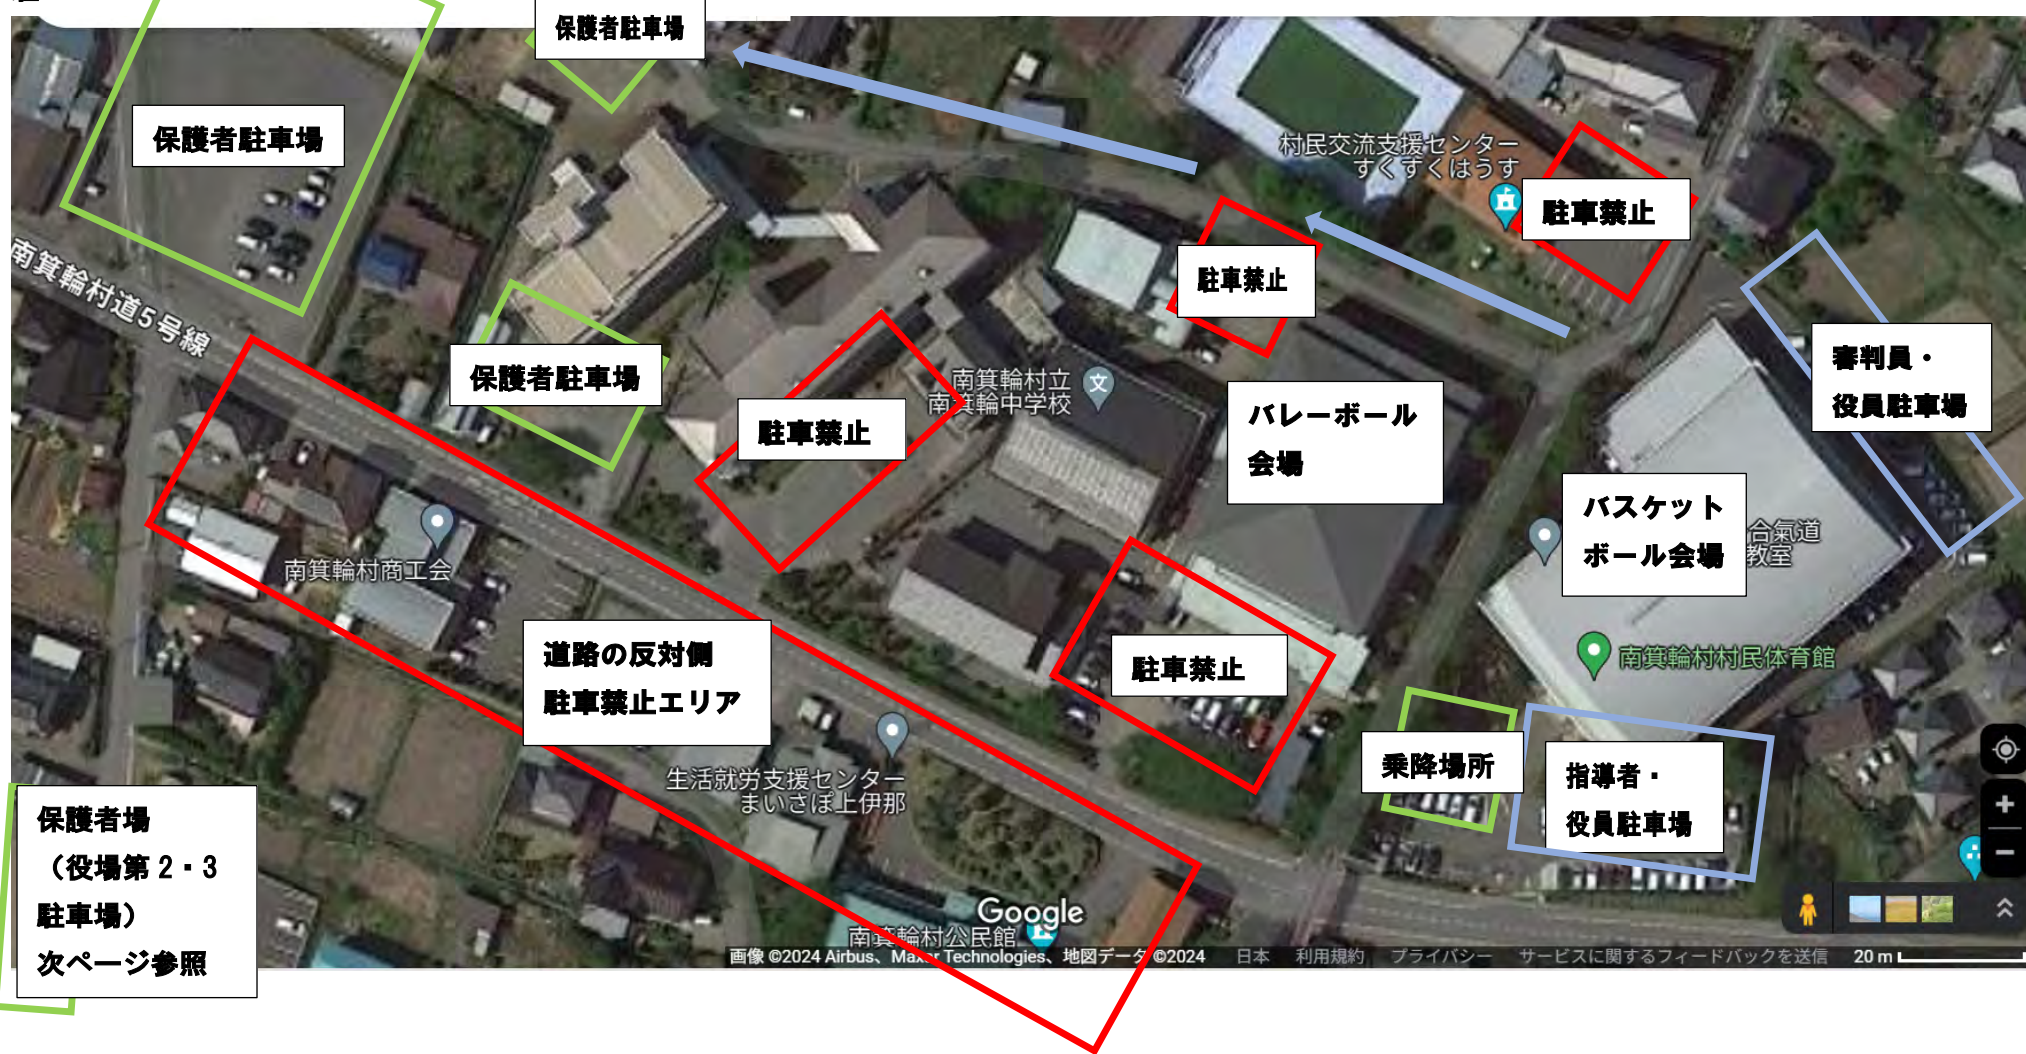 保護者駐車場
保護者駐車場
村民交流支援センター
すくすくはうす
駐車禁止
駐車禁止
南箕輪村道5号線
審判員・
役員駐車場
保護者駐車場
南箕輪村立
南箕輪中学校
文
駐車禁止
バレーボール
会場
バスケット
ボール会場
合氣道
教室
南箕輪村商工会
道路の反対側
駐車禁止エリア
駐車禁止
南箕輪村村民体育館
乗降場所
指導者・
役員駐車場
生活就労支援センター
まいさぽ上伊那
保護者場
（役場第２・３
駐車場）
次ページ参照
Google
南箕輪村公民館
画像 ©2024 Airbus、Maxar Technologies、地図データ ©2024 日本 利用規約 プライバシー サービスに関するフィードバックを送信 20 m